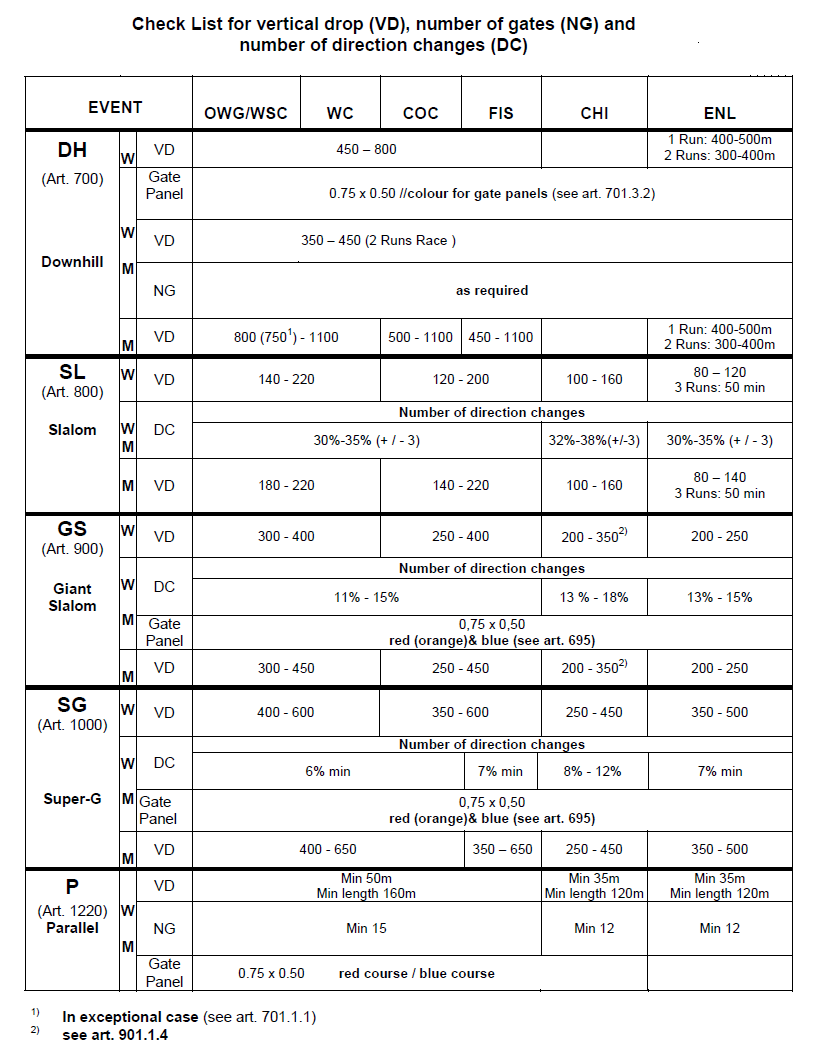 Check List for vertical drop (VD), number of gates (NG) and
number of direction changes (DC)
EVENT OWG/WSC WC COC FIS CHI ENL
DH
(Art. 700)
Downhill
W VD 450 – 800 1 Run: 400-500m
2 Runs: 300-400m
Gate
Panel
0.75 x 0.50 //colour for gate panels (see art. 701.3.2)
W
M
VD 350 – 450 (2 Runs Race )
NG as required
M VD 800 (750¹) - 1100 500 - 1100 450 - 1100 1 Run: 400-500m
2 Runs: 300-400m
SL
(Art. 800)
Slalom
W VD 140 - 220 120 - 200 100 - 160 80 – 120
3 Runs: 50 min
Number of direction changes
W
M
DC 30%-35% (+ / - 3) 32%-38%(+/-3) 30%-35% (+ / - 3)
M VD 180 - 220 140 - 220 100 - 160 80 – 140
3 Runs: 50 min
GS
(Art. 900)
Giant
Slalom
W VD 300 - 400 250 - 400 200 - 350²⁾ 200 - 250
Number of direction changes
W
M
DC 11% - 15% 13 % - 18% 13% - 15%
Gate
Panel
0,75 x 0,50
red (orange)& blue (see art. 695)
M VD 300 - 450 250 - 450 200 - 350²⁾ 200 - 250
SG
(Art. 1000)
Super-G
W VD 400 - 600 350 - 600 250 - 450 350 - 500
Number of direction changes
W
M
DC 6% min 7% min 8% - 12% 7% min
Gate
Panel
0,75 x 0,50
red (orange)& blue (see art. 695)
M VD 400 - 650 350 – 650 250 - 450 350 - 500
P
(Art. 1220)
Parallel
W
M
VD Min 50m Min 35m Min 35m
Min length 160m Min length 120m Min length 120m
NG Min 15 Min 12 Min 12
Gate
Panel
0.75 x 0.50 red course / blue course
¹⁾ In exceptional case (see art. 701.1.1)
²⁾ see art. 901.1.4